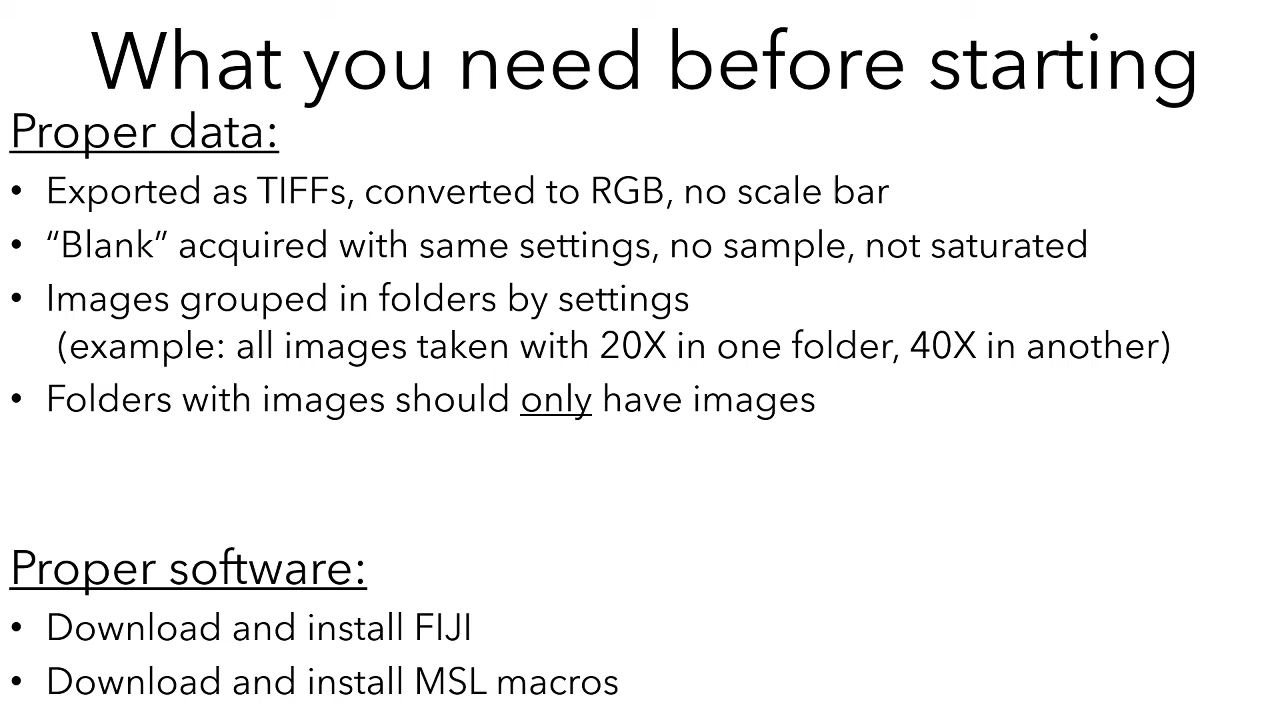 What you need before starting
Proper data:
• Exported as TIFFs, converted to RGB, no scale bar
• “Blank” acquired with same settings, no sample, not saturated
• Images grouped in folders by settings
(example: all images taken with 20X in one folder, 40X in another)
• Folders with images should only have images
Proper software:
• Download and install FIJI
• Download and install MSL macros